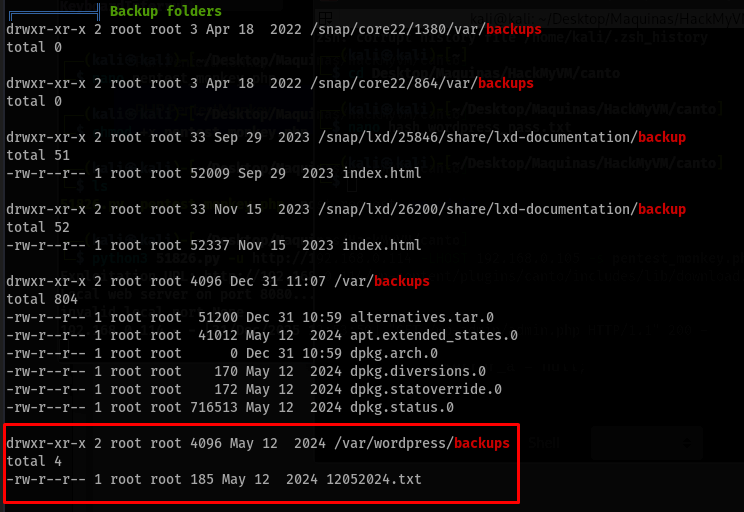 Backup folders
drwxr-xr-x 2 root root 3 Apr 18  2022 /snap/core22/1380/var/backups
total 0
drwxr-xr-x 2 root root 3 Apr 18  2022 /snap/core22/864/var/backups
total 0
drwxr-xr-x 2 root root 33 Sep 29  2023 /snap/lxd/25846/share/lxd-documentation/backup
total 51
-rw-r--r-- 1 root root 52009 Sep 29  2023 index.html
drwxr-xr-x 2 root root 33 Nov 15  2023 /snap/lxd/26200/share/lxd-documentation/backup
total 52
-rw-r--r-- 1 root root 52337 Nov 15  2023 index.html
drwxr-xr-x 2 root root 4096 Dec 31 11:07 /var/backups
total 804
-rw-r--r-- 1 root root  51200 Dec 31 10:59 alternatives.tar.0
-rw-r--r-- 1 root root  41012 May 12  2024 apt.extended_states.0
-rw-r--r-- 1 root root      0 Dec 31 10:59 dpkg.arch.0
-rw-r--r-- 1 root root    170 May 12  2024 dpkg.diversions.0
-rw-r--r-- 1 root root    172 May 12  2024 dpkg.statoverride.0
-rw-r--r-- 1 root root 716513 May 12  2024 dpkg.status.0
drwxr-xr-x 2 root root 4096 May 12  2024 /var/wordpress/backups
total 4
-rw-r--r-- 1 root root 185 May 12  2024 12052024.txt